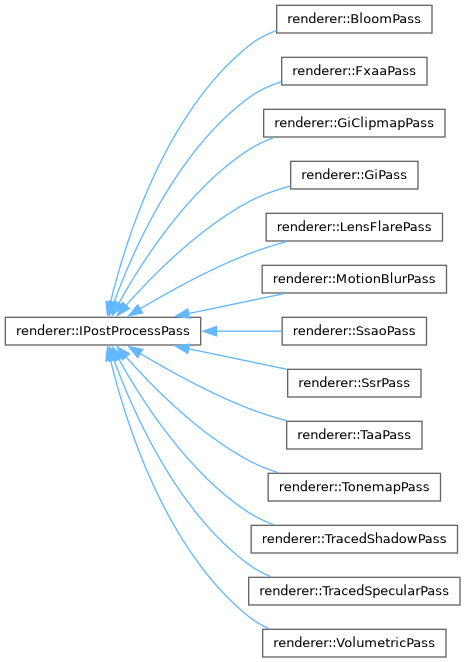 renderer::BloomPass
renderer::FxaaPass
renderer::GiClipmapPass
renderer::GiPass
renderer::LensFlarePass
renderer::MotionBlurPass
renderer::IPostProcessPass
renderer::SsaoPass
renderer::SsrPass
renderer::TaaPass
renderer::TonemapPass
renderer::TracedShadowPass
renderer::TracedSpecularPass
renderer::VolumetricPass